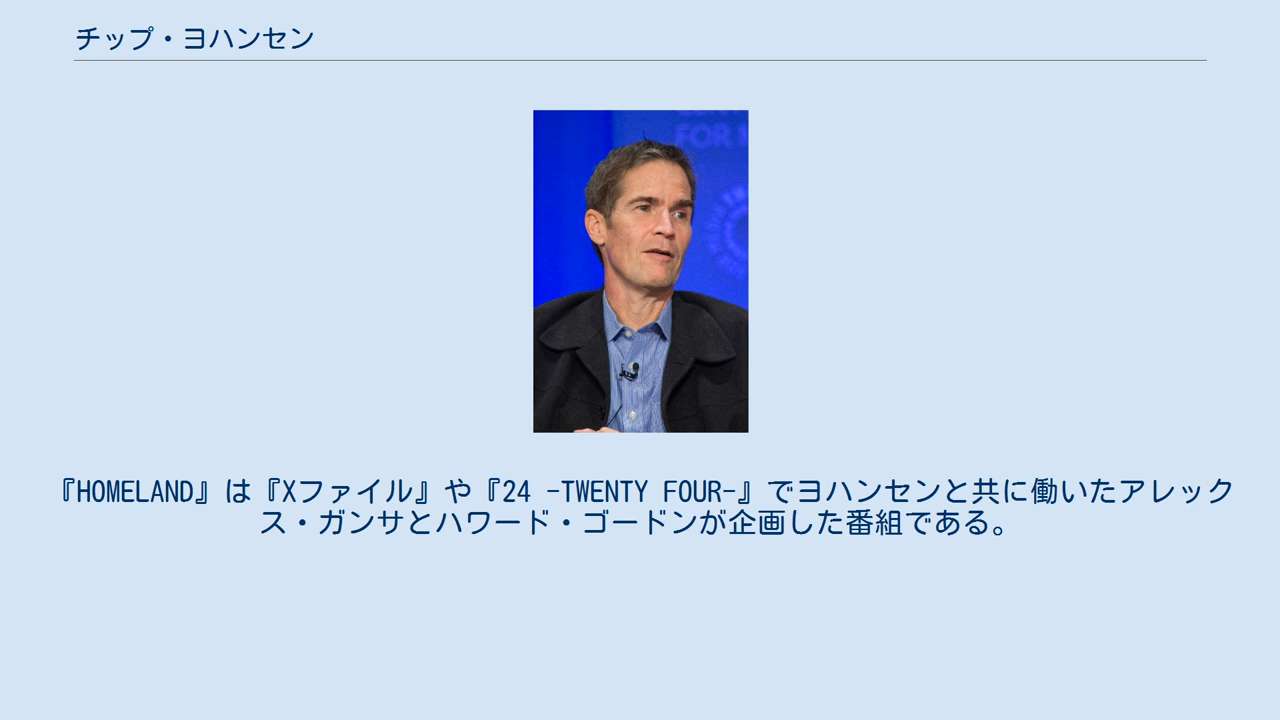 チップ・ヨハンセン
FOR
『HOMELAND』は『Xファイル』や『24 -TWENTY FOUR-』でヨハンセンと共に働いたアレック
ス・ガンサとハワード・ゴードンが企画した番組である。